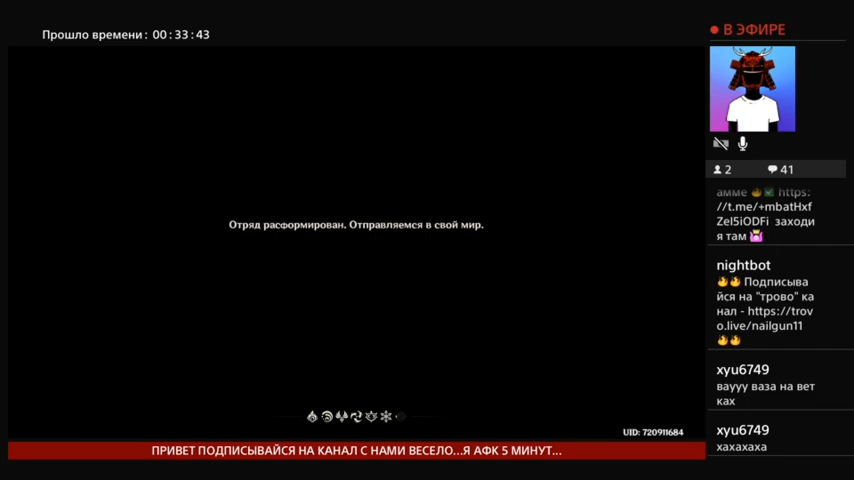 Прошло времени: 00:33:43
В ЭФИРЕ
2 41
амме https:
//t.me/+mbatHxf
Zel5iODFi заходи
я там
nightbot
Подписыва
йся на "трово" ка
нал - https://trov
o.live/nailgun11
xyu6749
вауУу ваза на вет
ках
xyu6749
хахахаха
Отряд расформирован. Отправляемся в свой мир.
UID: 720911684
ПРИВЕТ ПОДПИСЫВАЙСЯ НА КАНАЛ С НАМИ ВЕСЕЛО...Я АФК 5 МИНУТ...